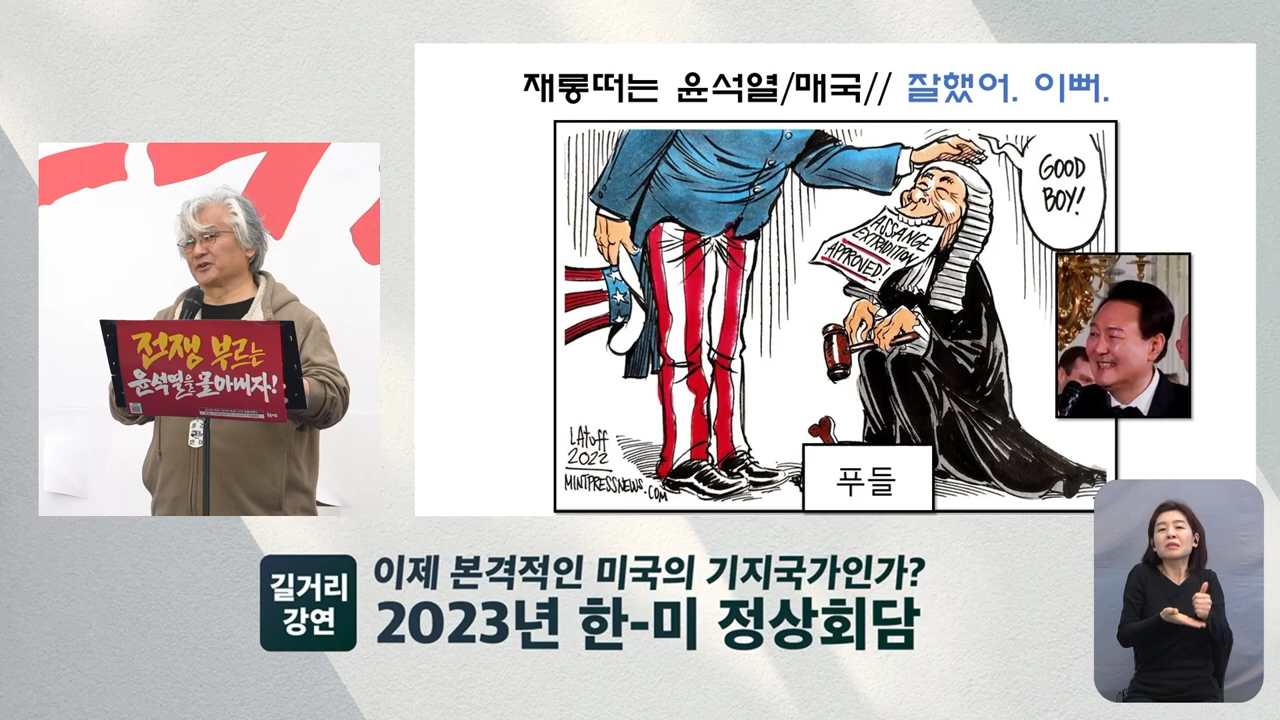 재롱떠는 윤석열/매국// 잘했어. 이뻐.
GOOD
BOY!
ASSANGE
EXTRADITION
APPROVED!
LATUFF
2022
MINTPRESSNEWS.COM
푸들
전쟁 부르는
윤석열을 몰아내자!
길거리
강연
이제 본격적인 미국의 기지국가인가?
2023년 한-미 정상회담